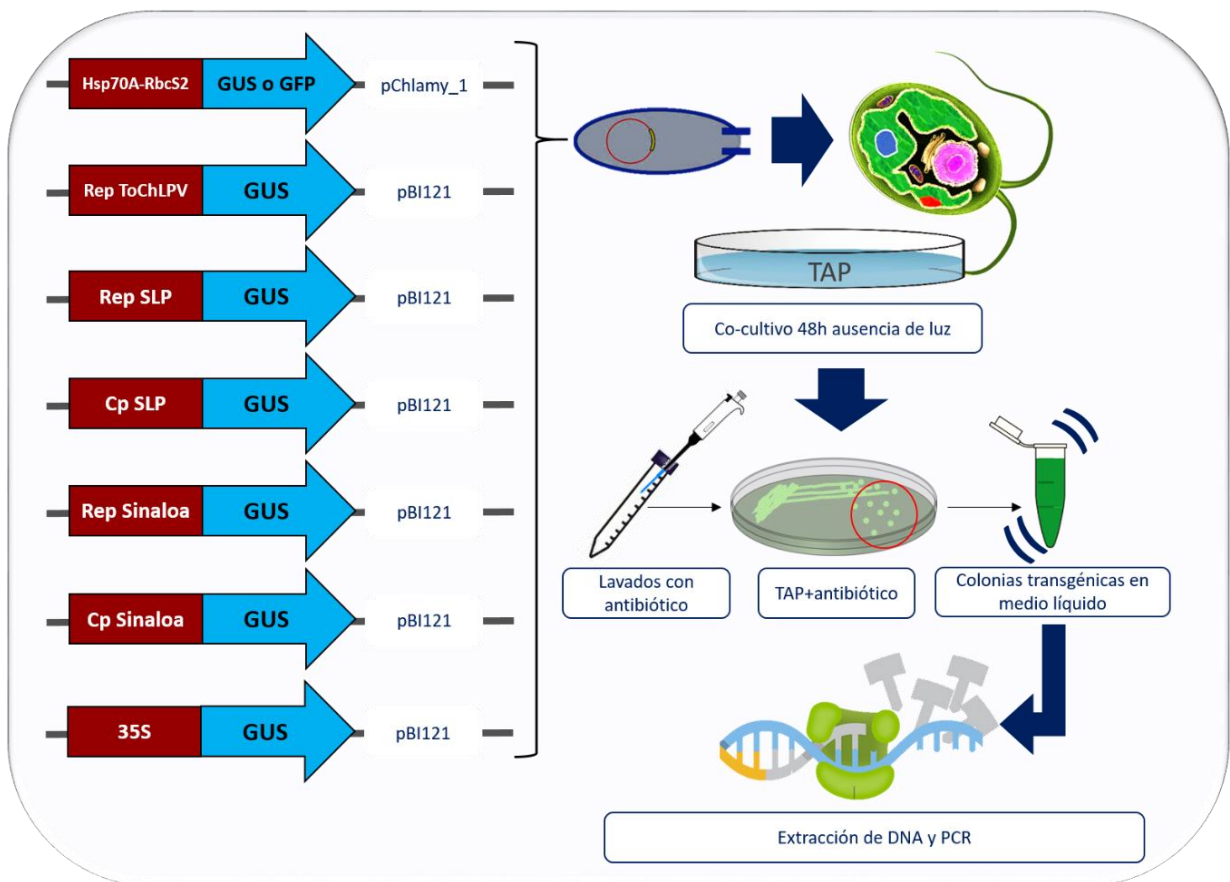 Hsp70A-RbcS2 GUS o GFP pChlamy_1
Rep ToChLPV GUS pBI121
Rep SLP GUS pBI121
Cp SLP GUS pBI121
Rep Sinaloa GUS pBI121
Cp Sinaloa GUS pBI121
35S GUS pBI121
TAP
Co-cultivo 48h ausencia de luz
Lavados con
antibiótico
TAP+antibiótico
Colonias transgénicas en
medio líquido
Extracción de DNA y PCR